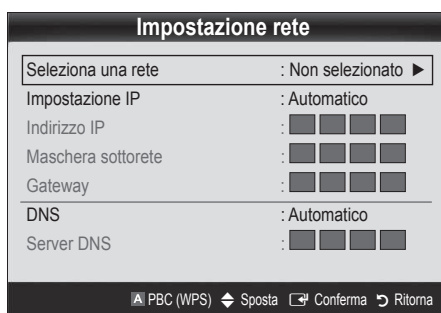 Impostazione rete
Seleziona una rete : Non selezionato ►
Impostazione IP : Automatico
Indirizzo IP :
Maschera sottorete :
Gateway :
DNS : Automatico
Server DNS :
A PBC (WPS) Sposta Conferma Ritorna